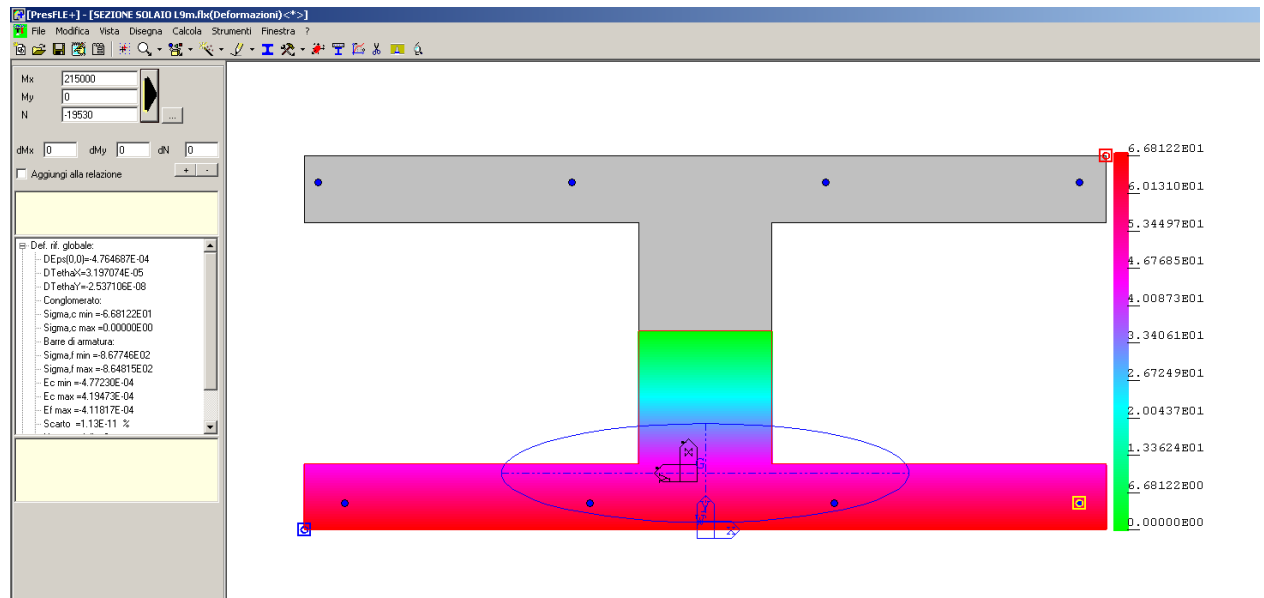 [PresFLE+] - [SEZIONE SOLAIO L9m.flx(Deformazioni)<*>]
File Modifica Vista Disegna Calcola Strumenti Finestra ?
Mx 215000
My 0
N -19530
...
dMx 0 dMy 0 dN 0
Aggiungi alla relazione + -
Def. rif. globale:
DEps(0,0)=-4.764687E-04
DTethaX=3.197074E-05
DTethaY=-2.537106E-08
Conglomerato:
Sigma,c min =-6.68122E01
Sigma,c max =0.00000E00
Barre di armatura:
Sigma,f min =-8.67746E02
Sigma,f max =-8.64815E02
Ec min =-4.77230E-04
Ec max =4.19473E-04
Ef max =-4.11817E-04
Scarto =1.13E-11 %
6.68122E01
6.01310E01
5.34497E01
4.67685E01
4.00873E01
3.34061E01
2.67249E01
2.00437E01
1.33624E01
6.68122E00
0.00000E00
G
X